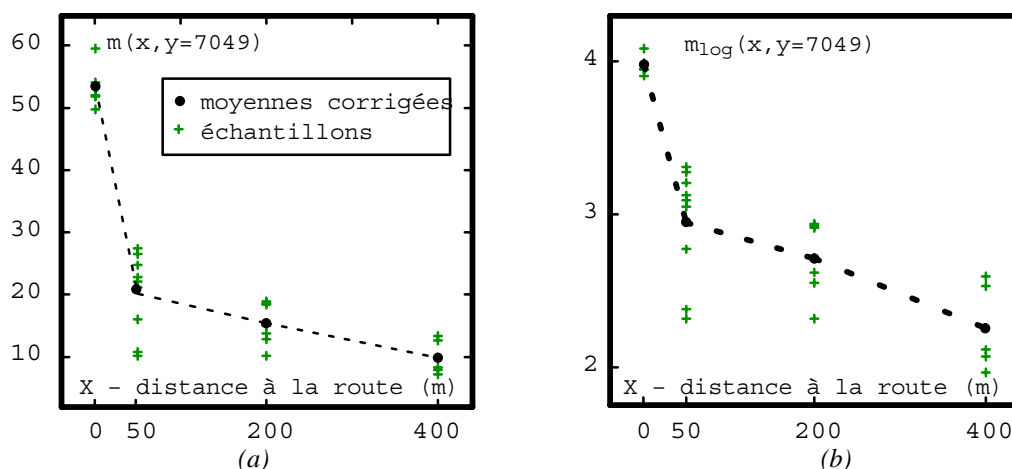 m(x,y=7049)
60
50
40
30
20
10
moyennes corrigées
échantillons
X - distance à la route (m)
0 50 200 400
(a)
m_log(x,y=7049)
4
3
2
X - distance à la route (m)
0 50 200 400
(b)